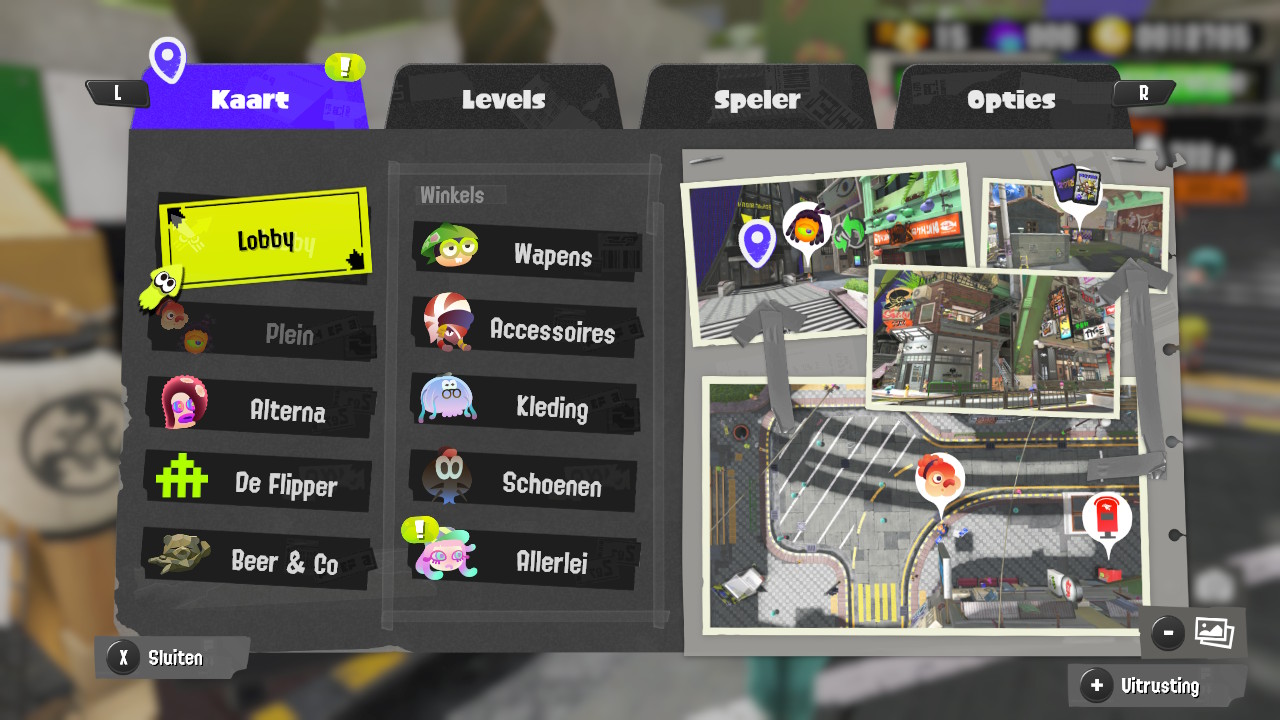 L
Kaart
!
Levels
Speler
Opties
R
Lobby
Plein
Alterna
De Flipper
Beer & Co
Winkels
Wapens
Accessoires
Kleding
Schoenen
!
Allerlei
X Sluiten
-
+ Uitrusting